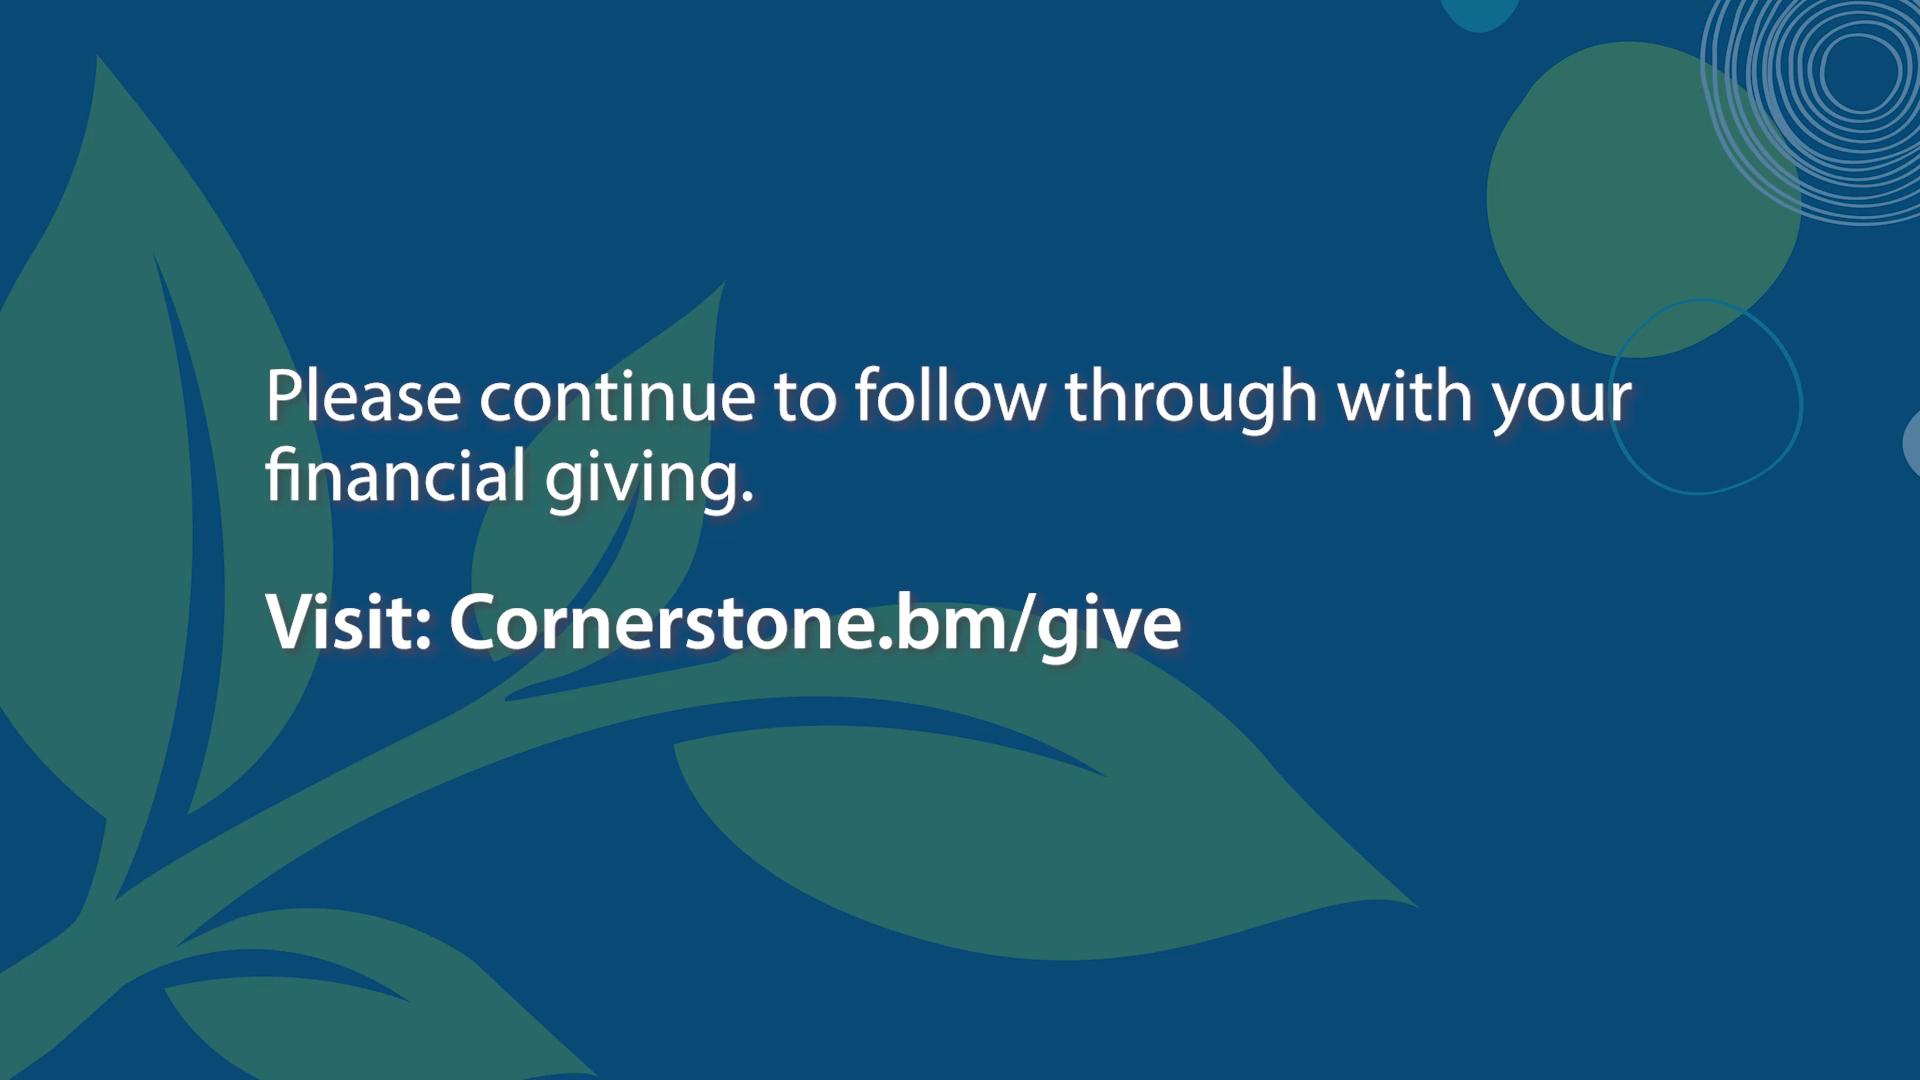 Please continue to follow through with your
financial giving.
Visit: Cornerstone.bm/give